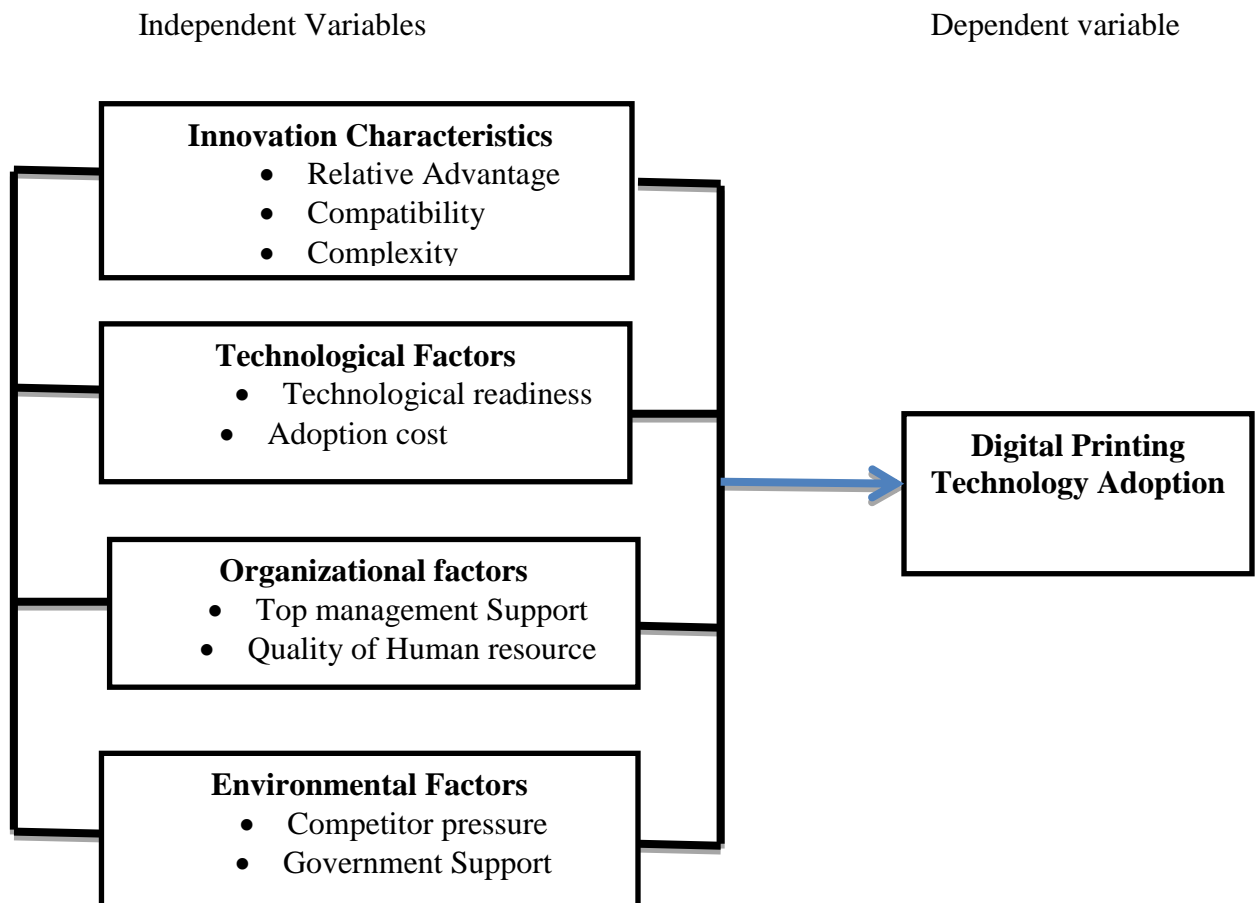 Independent Variables
Dependent variable
Innovation Characteristics
• Relative Advantage
• Compatibility
• Complexity
Technological Factors
• Technological readiness
• Adoption cost
Organizational factors
• Top management Support
• Quality of Human resource
Environmental Factors
• Competitor pressure
• Government Support
Digital Printing
Technology Adoption